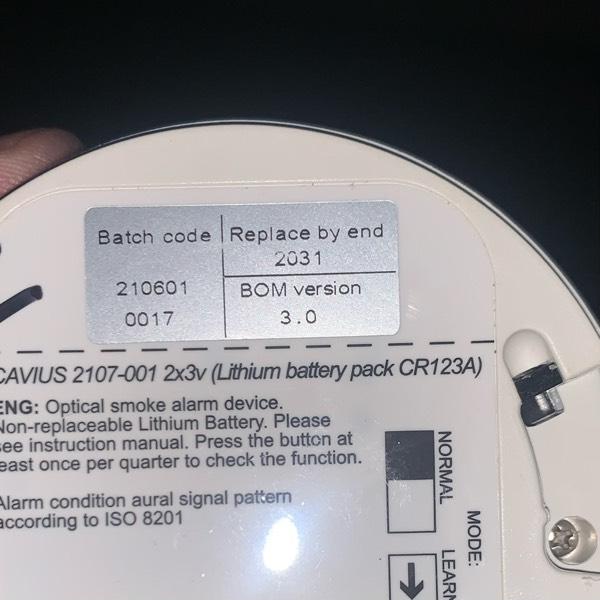 Batch code
210601
0017
Replace by end
2031
BOM version
3.0
CAVIUS 2107-001 2x3v (Lithium battery pack CR123A)
ENG: Optical smoke alarm device.
Non-replaceable Lithium Battery. Please
see instruction manual. Press the button at
least once per quarter to check the function.
Alarm condition aural signal pattern
according to ISO 8201
MODE:
NORMAL
LEARN